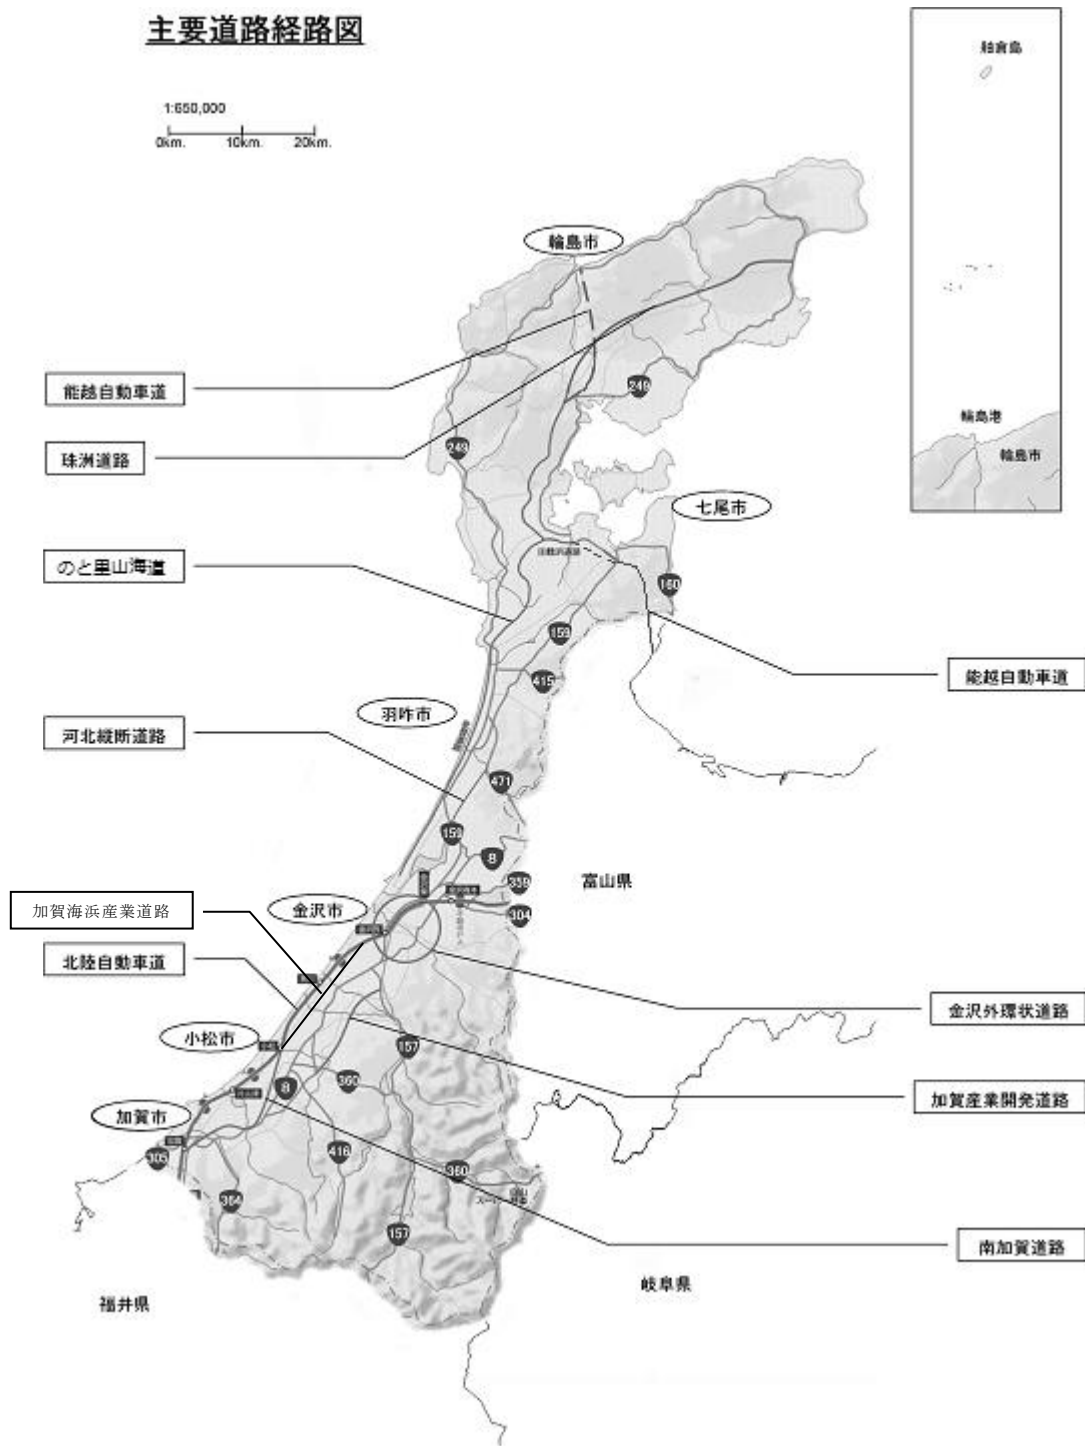 主要道路経路図
1:650,000
0km.
10km.
20km.
舳倉島
輪島港
輪島市
輪島市
能越自動車道
249
珠洲道路
249
七尾市
のと里山海道
160
159
415
能越自動車道
羽咋市
河北縦断道路
471
159
8
359
富山県
304
加賀海浜産業道路
金沢市
北陸自動車道
金沢外環状道路
小松市
157
8
360
加賀産業開発道路
加賀市
305
416
360
364
157
南加賀道路
福井県
岐阜県